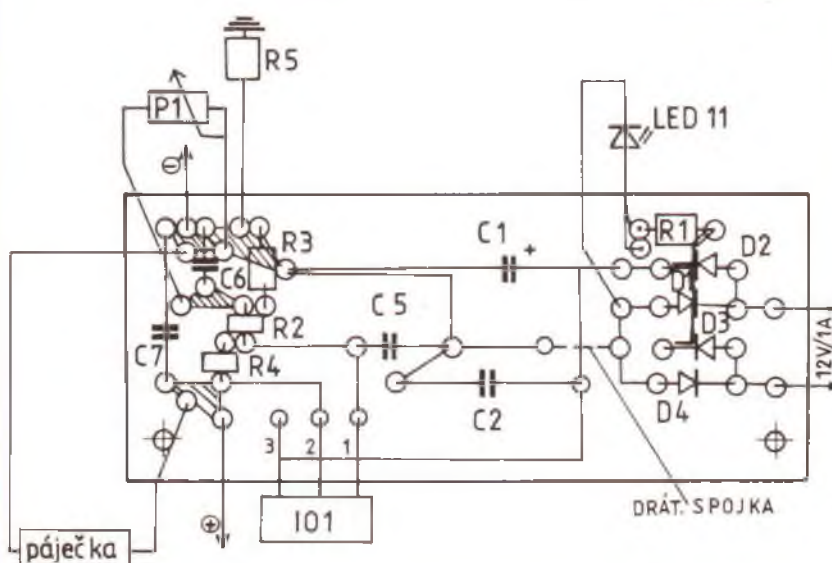 R5
P1
LED 11
⊖
R1
R3
C1
+
D2
C6
C5
D3
R2
C7
R4
12V/1A
C2
D4
3
2
1
DRÁT. SPOJKA
IO1
⊕
páječka